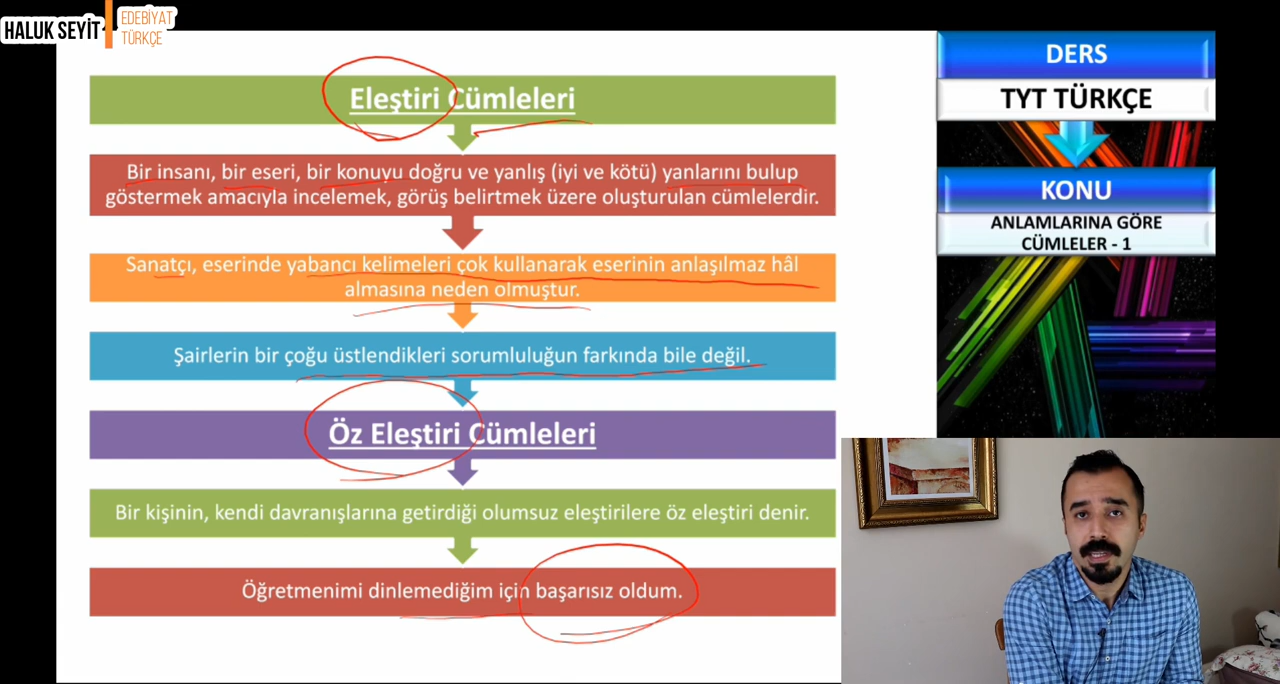 HALUK SEYİT
EDEBİYAT
TÜRKÇE
Eleştiri Cümleleri
Bir insanı, bir eseri, bir konuyu doğru ve yanlış (iyi ve kötü) yanlarını bulup
göstermek amacıyla incelemek, görüş belirtmek üzere oluşturulan cümlelerdir.
Sanatçı, eserinde yabancı kelimeleri çok kullanarak eserinin anlaşılmaz hâl
almasına neden olmuştur.
Şairlerin bir çoğu üstlendikleri sorumluluğun farkında bile değil.
Öz Eleştiri Cümleleri
Bir kişinin, kendi davranışlarına getirdiği olumsuz eleştirilere öz eleştiri denir.
Öğretmenimi dinlemediğim için başarısız oldum.
DERS
TYT TÜRKÇE
KONU
ANLAMLARINA GÖRE
CÜMLELER - 1